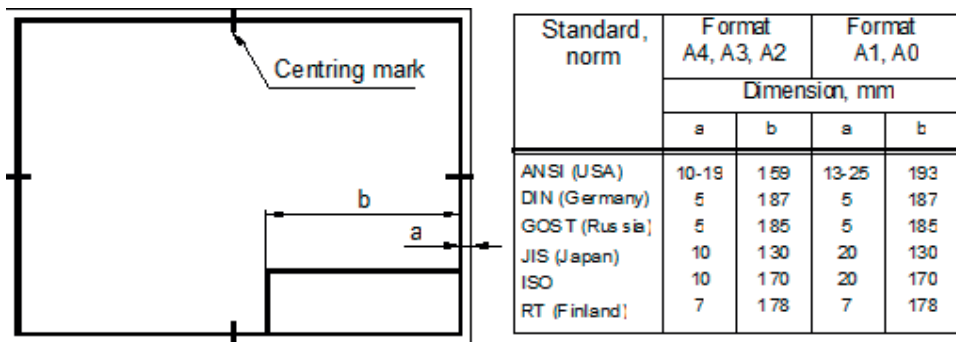 Centring mark
b
a
Standard, norm
Format A4, A3, A2
Format A1, A0
Dimension, mm
a b a b
ANSI (USA) 10-19 159 13-25 193
DIN (Germany) 5 187 5 187
GOST (Russia) 5 185 5 185
JIS (Japan) 10 130 20 130
ISO 10 170 20 170
RT (Finland) 7 178 7 178